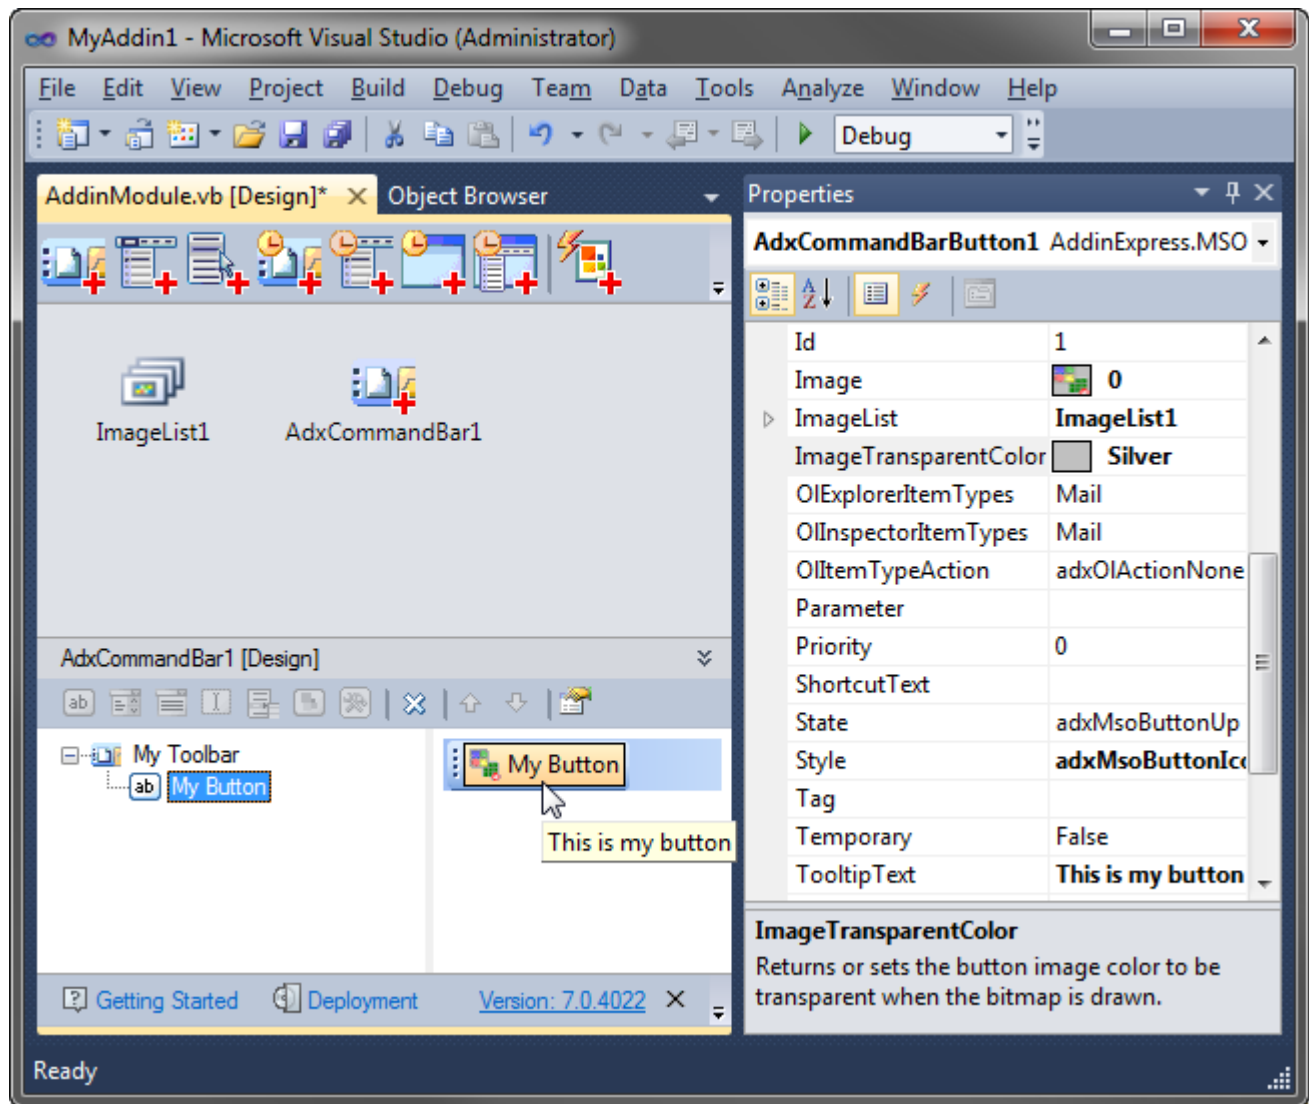 MyAddin1 - Microsoft Visual Studio (Administrator)
File Edit View Project Build Debug Team Data Tools Analyze Window Help
Debug
AddinModule.vb [Design]* Object Browser
ImageList1 AdxCommandBar1
AdxCommandBar1 [Design]
ab
My Toolbar
ab My Button
My Button
This is my button
Getting Started Deployment Version: 7.0.4022
Properties
AdxCommandBarButton1 AddinExpress.MSO
Id 1
Image 0
ImageList ImageList1
ImageTransparentColor Silver
OlExplorerItemTypes Mail
OlInspectorItemTypes Mail
OlItemTypeAction adxOlActionNone
Parameter
Priority 0
ShortcutText
State adxMsoButtonUp
Style adxMsoButtonIco
Tag
Temporary False
TooltipText This is my button
ImageTransparentColor
Returns or sets the button image color to be
transparent when the bitmap is drawn.
Ready